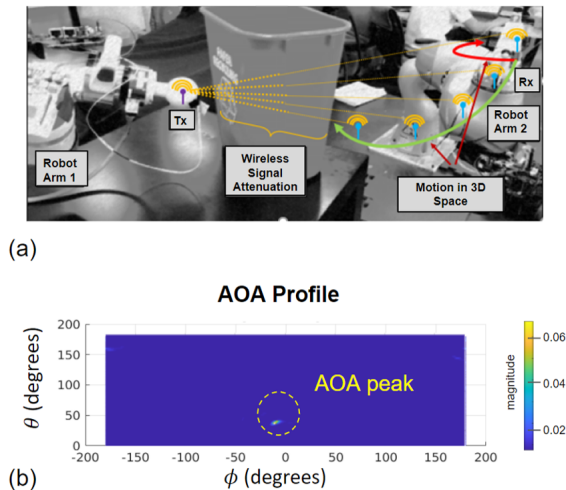 Tx
Rx
Robot
Arm 1
Wireless
Signal
Attenuation
Robot
Arm 2
Motion in 3D
Space
(a)
AOA Profile
200
150
100
50
0
θ (degrees)
AOA peak
-200
-150
-100
-50
0
50
100
150
200
ϕ (degrees)
0.06
0.04
0.02
magnitude
(b)